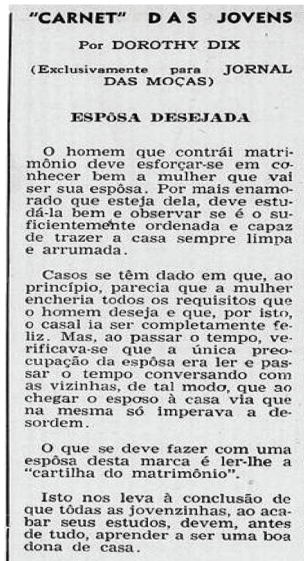 "CARNET" DAS JOVENS
Por DOROTHY DIX
(Exclusivamente para JORNAL
DAS MOÇAS)
ESPÔSA DESEJADA
O homem que contrái matri-
mônio deve esforçar-se em co-
nhecer bem a mulher que vai
ser sua espôsa. Por mais enamo-
rado que esteja dela, deve estu-
dá-la bem e observar se é o su-
ficientemente ordenada e capaz
de trazer a casa sempre limpa
e arrumada.
Casos se têm dado em que, ao
princípio, parecia que a mulher
encheria todos os requisitos que
o homem deseja e que, por isto,
o casal ia ser completamente fe-
liz. Mas, ao passar o tempo, ve-
rificava-se que a única preo-
cupação da espôsa era ler e pas-
sar o tempo conversando com
as vizinhas, de tal modo, que ao
chegar o esposo à casa via que
na mesma só imperava a de-
sordem.
O que se deve fazer com uma
espôsa desta marca é ler-lhe a
"cartilha do matrimônio".
Isto nos leva à conclusão de
que tôdas as jovenzinhas, ao aca-
bar seus estudos, devem, antes
de tudo, aprender a ser uma boa
dona de casa.